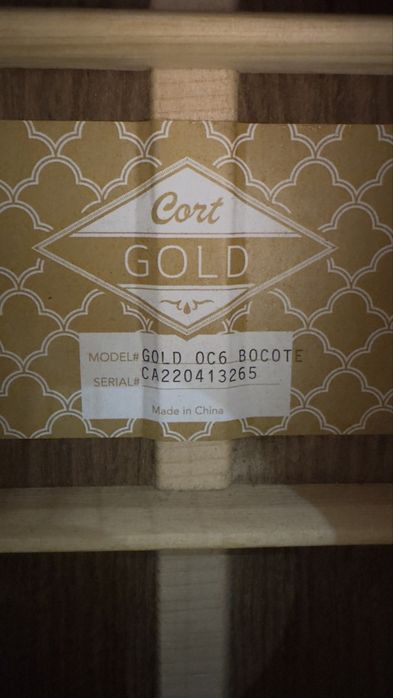 Cort
GOLD
MODEL# GOLD OC6 BOCOTE
SERIAL# CA220413265
Made in China